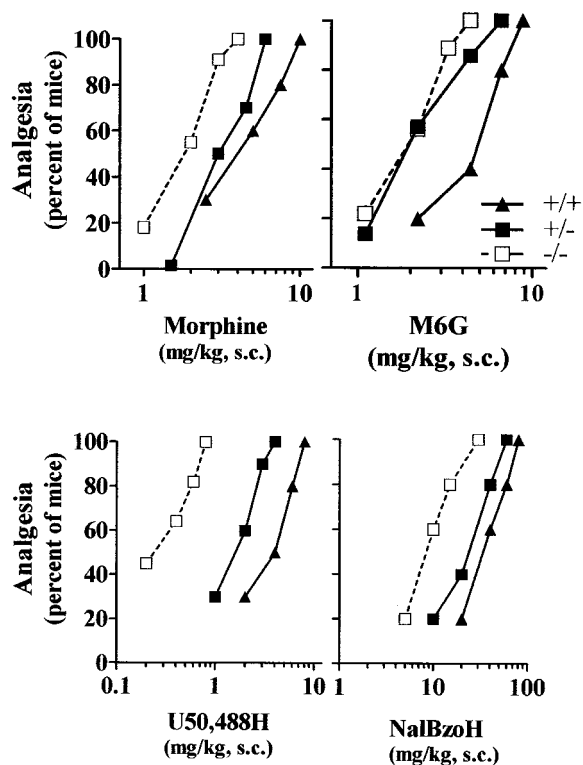 Analgesia
(percent of mice)
100
80
60
40
20
0
1
10
Morphine
(mg/kg, s.c.)
1
10
M6G
(mg/kg, s.c.)
+/+
+/-
-/-
Analgesia
(percent of mice)
100
80
60
40
20
0
0.1
1
10
U50,488H
(mg/kg, s.c.)
1
10
100
NalBzoH
(mg/kg, s.c.)